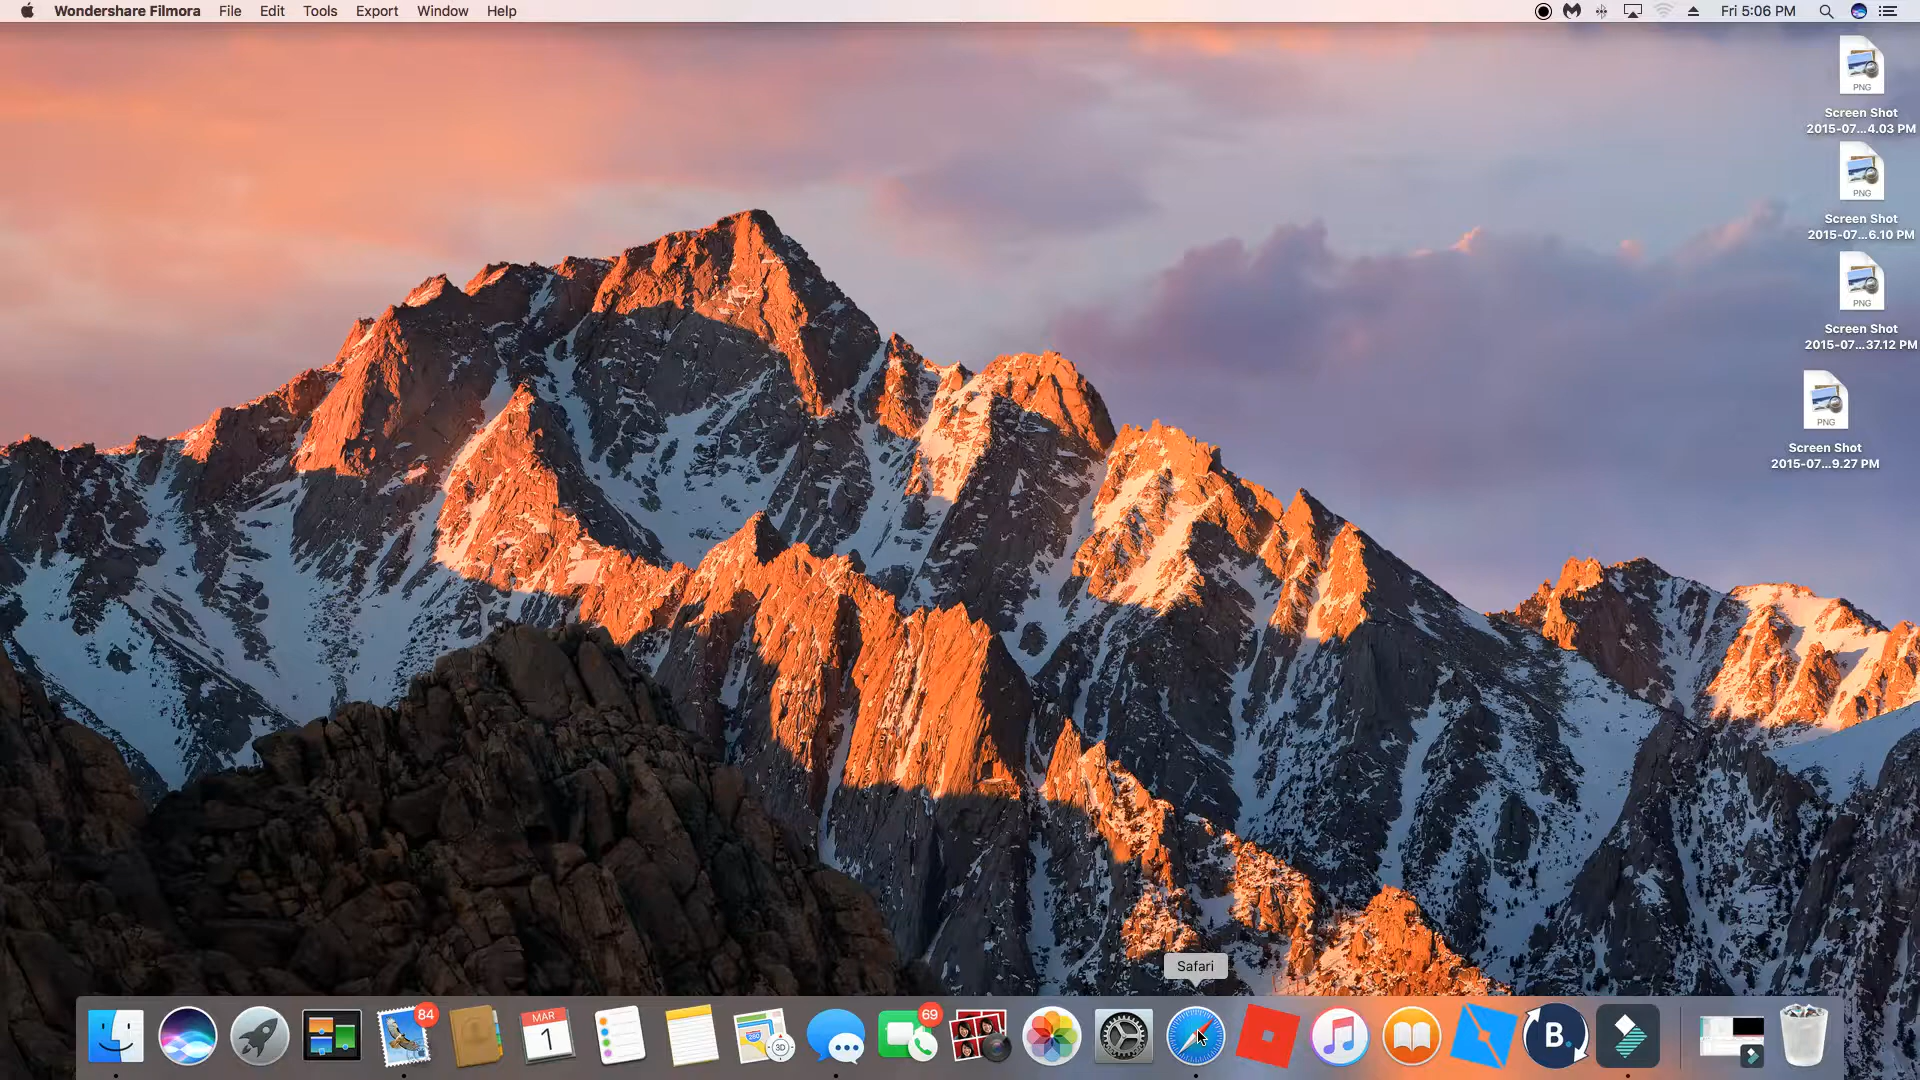 Wondershare Filmora File Edit Tools Export Window Help Fri 5:06 PM
PNG
Screen Shot
2015-07...4.03 PM
PNG
Screen Shot
2015-07...6.10 PM
PNG
Screen Shot
2015-07...37.12 PM
PNG
Screen Shot
2015-07...9.27 PM
Safari
84
MAR
1
3D
69
B.